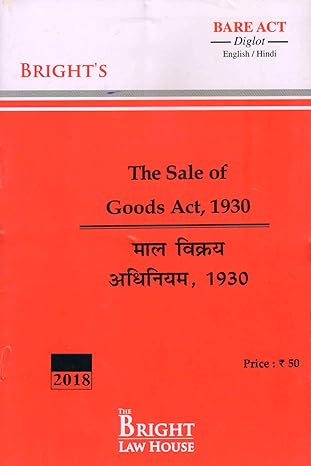 BARE ACT
Diglot
English / Hindi
BRIGHT'S
The Sale of
Goods Act, 1930
माल विक्रय
अधिनियम, 1930
Price : ₹ 50
2018
THE
BRIGHT
LAW HOUSE